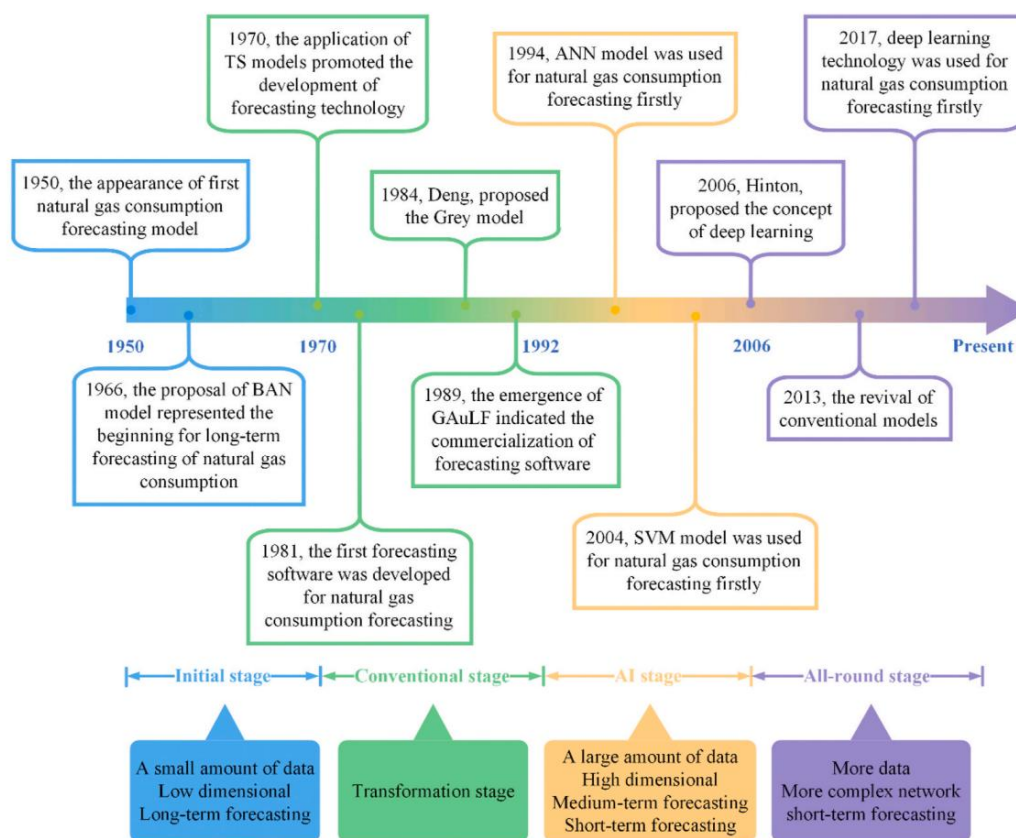 1970, the application of
TS models promoted the
development of
forecasting technology
1994, ANN model was used
for natural gas consumption
forecasting firstly
2017, deep learning
technology was used for
natural gas consumption
forecasting firstly
1950, the appearance of first
natural gas consumption
forecasting model
1984, Deng, proposed
the Grey model
2006, Hinton,
proposed the concept
of deep learning
1950
1970
1992
2006
Present
1966, the proposal of BAN
model represented the
beginning for long-term
forecasting of natural gas
consumption
1989, the emergence of
GAuLF indicated the
commercialization of
forecasting software
2013, the revival of
conventional models
1981, the first forecasting
software was developed
for natural gas
consumption forecasting
2004, SVM model was used
for natural gas consumption
forecasting firstly
Initial stage
Conventional stage
AI stage
All-round stage
A small amount of data
Low dimensional
Long-term forecasting
Transformation stage
A large amount of data
High dimensional
Medium-term forecasting
Short-term forecasting
More data
More complex network
short-term forecasting